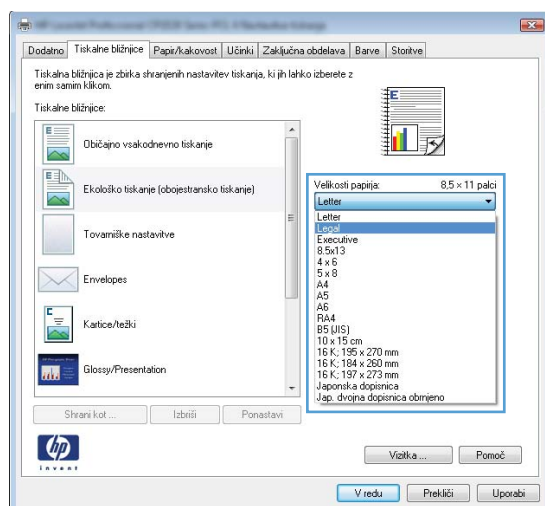 Dodatno Tiskalne bližnjice Papir/kakovost Učinki Zaključna obdelava Barve Storitve
Tiskalna bližnjica je zbirka shranjenih nastavitev tiskanja, ki jih lahko izberete z
enim samim klikom.
Tiskalne bližnjice:
Običajno vsakodnevno tiskanje
Ekološko tiskanje (obojestransko tiskanje)
Tovarniške nastavitve
Envelopes
Kartice/težki
Glossy/Presentation
Shrani kot ... Izbriši Ponastavi
E
Velikosti papirja: 8,5 × 11 palci
Letter
Letter
Legal
Executive
8.5x13
4 x 6
5 x 8
A4
A5
A6
RA4
B5 (JIS)
10 x 15 cm
16 K; 195 x 270 mm
16 K; 184 x 260 mm
16 K; 197 x 273 mm
Japonska dopisnica
Jap. dvojna dopisnica obrnjeno
hp
invent
Vizitka ... Pomoč
V redu Prekliči Uporabi